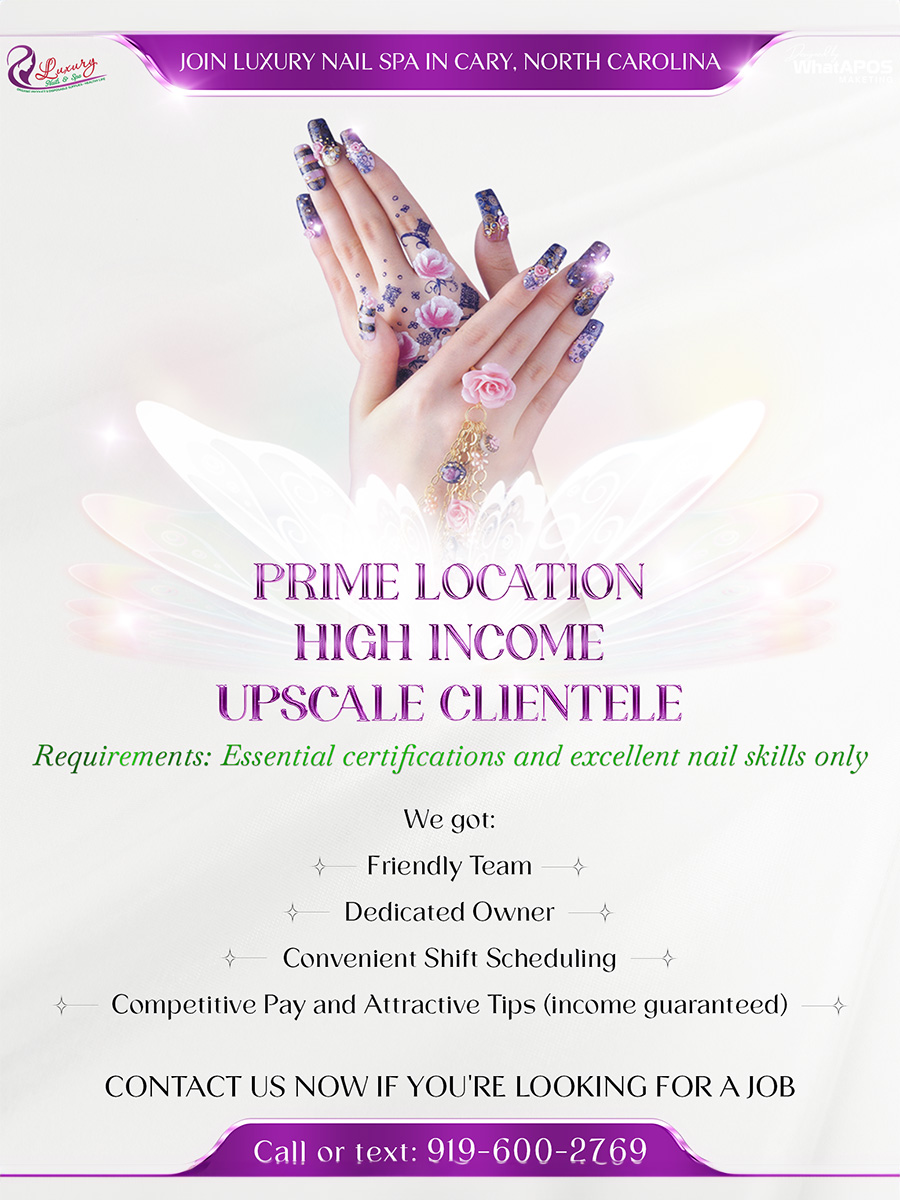 Luxury
Nail & Spa
JOIN LUXURY NAIL SPA IN CARY, NORTH CAROLINA
WhatAPOS
PRIME LOCATION
HIGH INCOME
UPSCALE CLIENTELE
Requirements: Essential certifications and excellent nail skills only
We got:
Friendly Team
Dedicated Owner
Convenient Shift Scheduling
Competitive Pay and Attractive Tips (income guaranteed)
CONTACT US NOW IF YOU'RE LOOKING FOR A JOB
Call or text: 919-600-2769